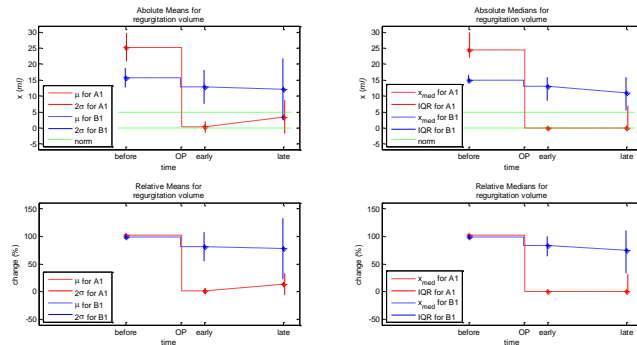 Abolute Means for
regurgitation volume
30
25
20
15
10
5
0
-5
x (ml)
μ for A1
2σ for A1
μ for B1
2σ for B1
norm
before
OP
early
late
time
Abolute Medians for
regurgitation volume
30
25
20
15
10
5
0
-5
x (ml)
x_med for A1
IQR for A1
x_med for B1
IQR for B1
norm
before
OP
early
late
time
Relative Means for
regurgitation volume
150
100
50
0
-50
change (%)
μ for A1
2σ for A1
μ for B1
2σ for B1
before
OP
early
late
time
Relative Medians for
regurgitation volume
150
100
50
0
-50
change (%)
x_med for A1
IQR for A1
x_med for B1
IQR for B1
before
OP
early
late
time